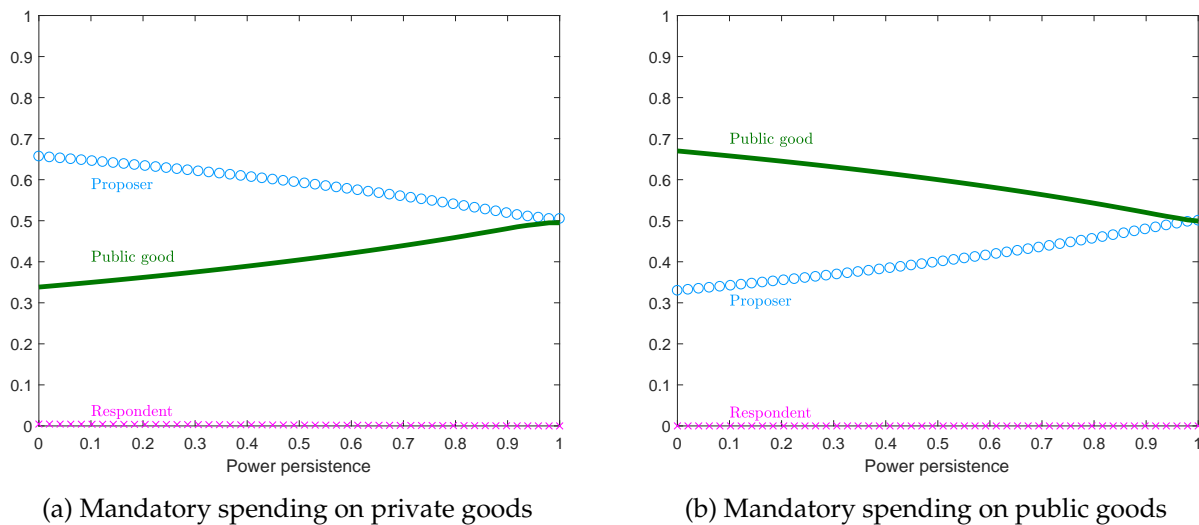 1
0.9
0.8
0.7
0.6
0.5
0.4
0.3
0.2
0.1
0
Proposer
Public good
Respondent
0 0.1 0.2 0.3 0.4 0.5 0.6 0.7 0.8 0.9 1
Power persistence
(a) Mandatory spending on private goods
1
0.9
0.8
0.7
0.6
0.5
0.4
0.3
0.2
0.1
0
Public good
Proposer
Respondent
0 0.1 0.2 0.3 0.4 0.5 0.6 0.7 0.8 0.9 1
Power persistence
(b) Mandatory spending on public goods